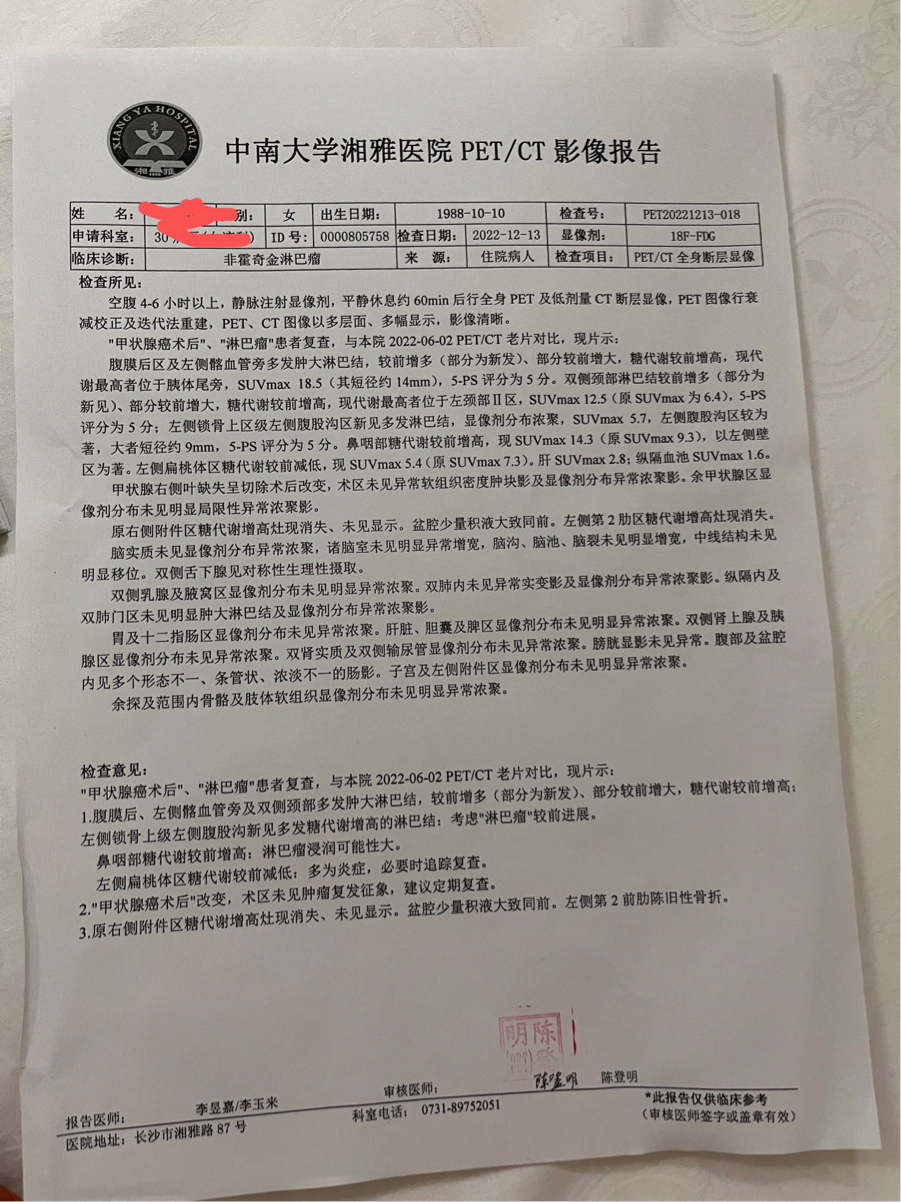 XIANG YA HOSPITAL
湘雅
中南大学湘雅医院 PET/CT 影像报告
姓 名： 别： 女 出生日期： 1988-10-10 检查号： PET20221213-018
申请科室： 30 ID 号： 0000805758 检查日期： 2022-12-13 显像剂： 18F-FDG
临床诊断： 非霍奇金淋巴瘤 来 源： 住院病人 检查项目： PET/CT 全身断层显像
检查所见：
空腹 4-6 小时以上，静脉注射显像剂，平静休息约 60min 后行全身 PET 及低剂量 CT 断层显像，PET 图像行衰
减校正及迭代法重建，PET、CT 图像以多层面、多幅显示，影像清晰。
"甲状腺癌术后"、"淋巴瘤"患者复查，与本院 2022-06-02 PET/CT 老片对比，现片示：
腹膜后区及左侧髂血管旁多发肿大淋巴结，较前增多（部分为新发）、部分较前增大，糖代谢较前增高，现代
谢最高者位于胰体尾旁，SUVmax 18.5（其短径约 14mm），5-PS 评分为 5 分。双侧颈部淋巴结较前增多（部分为
新见）、部分较前增大，糖代谢较前增高，现代谢最高者位于左颈部Ⅱ区，SUVmax 12.5（原 SUVmax 为 6.4），5-PS
评分为 5 分；左侧锁骨上区级左侧腹股沟区新见多发淋巴结，显像剂分布浓聚，SUVmax 5.7，左侧腹股沟区较为
著，大者短径约 9mm，5-PS 评分为 5 分。鼻咽部糖代谢较前增高，现 SUVmax 14.3（原 SUVmax 9.3），以左侧壁
区为著。左侧扁桃体区糖代谢较前减低，现 SUVmax 5.4（原 SUVmax 7.3）。肝 SUVmax 2.8；纵隔血池 SUVmax 1.6。
甲状腺右侧叶缺失呈切除术后改变，术区未见异常软组织密度肿块影及显像剂分布异常浓聚影。余甲状腺区显
像剂分布未见明显局限性异常浓聚影。
原右侧附件区糖代谢增高灶现消失、未见显示。盆腔少量积液大致同前。左侧第 2 肋区糖代谢增高灶现消失。
脑实质未见显像剂分布异常浓聚，诸脑室未见明显异常增宽，脑沟、脑池、脑裂未见明显增宽，中线结构未见
明显移位。双侧舌下腺见对称性生理性摄取。
双侧乳腺及腋窝区显像剂分布未见明显异常浓聚。双肺内未见异常实变影及显像剂分布异常浓聚影。纵隔内及
双肺门区未见明显肿大淋巴结及显像剂分布异常浓聚影。
胃及十二指肠区显像剂分布未见异常浓聚。肝脏、胆囊及脾区显像剂分布未见明显异常浓聚。双侧肾上腺及胰
腺区显像剂分布未见异常浓聚。双肾实质及双侧输尿管显像剂分布未见异常浓聚。膀胱显影未见异常。腹部及盆腔
内见多个形态不一、条管状、浓淡不一的肠影。子宫及左侧附件区显像剂分布未见明显异常浓聚。
余探及范围内骨骼及肢体软组织显像剂分布未见明显异常浓聚。
检查意见：
"甲状腺癌术后"、"淋巴瘤"患者复查，与本院 2022-06-02 PET/CT 老片对比，现片示：
1.腹膜后、左侧髂血管旁及双侧颈部多发肿大淋巴结，较前增多（部分为新发）、部分较前增大，糖代谢较前增高；
左侧锁骨上级左侧腹股沟新见多发糖代谢增高的淋巴结：考虑"淋巴瘤"较前进展。
鼻咽部糖代谢较前增高：淋巴瘤浸润可能性大。
左侧扁桃体区糖代谢较前减低：多为炎症，必要时追踪复查。
2."甲状腺癌术后"改变，术区未见肿瘤复发征象，建议定期复查。
3.原右侧附件区糖代谢增高灶现消失、未见显示。盆腔少量积液大致同前。左侧第 2 前肋陈旧性骨折。
明陈
登
报告医师： 李昱嘉/李玉米 审核医师： 陈登明 陈登明 *此报告仅供临床参考
医院地址：长沙市湘雅路 87 号 科室电话： 0731-89752051 （审核医师签字或盖章有效）